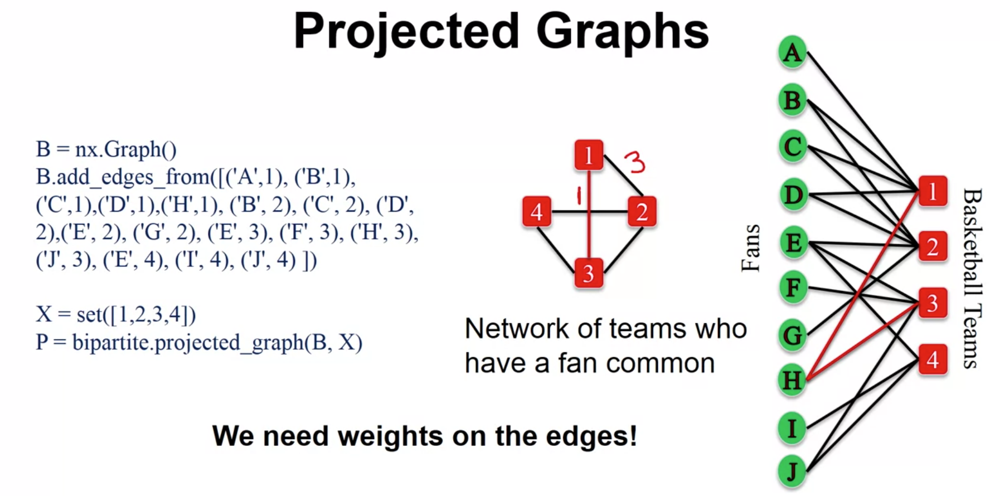 Projected Graphs
B = nx.Graph()
B.add_edges_from([('A',1), ('B',1),
('C',1),('D',1),('H',1), ('B', 2), ('C', 2), ('D',
2),('E', 2), ('G', 2), ('E', 3), ('F', 3), ('H', 3),
('J', 3), ('E', 4), ('I', 4), ('J', 4) ])
X = set([1,2,3,4])
P = bipartite.projected_graph(B, X)
1
3
1
4
2
3
Network of teams who
have a fan common
We need weights on the edges!
Fans
A
B
C
D
E
F
G
H
I
J
1
2
3
4
Basketball Teams